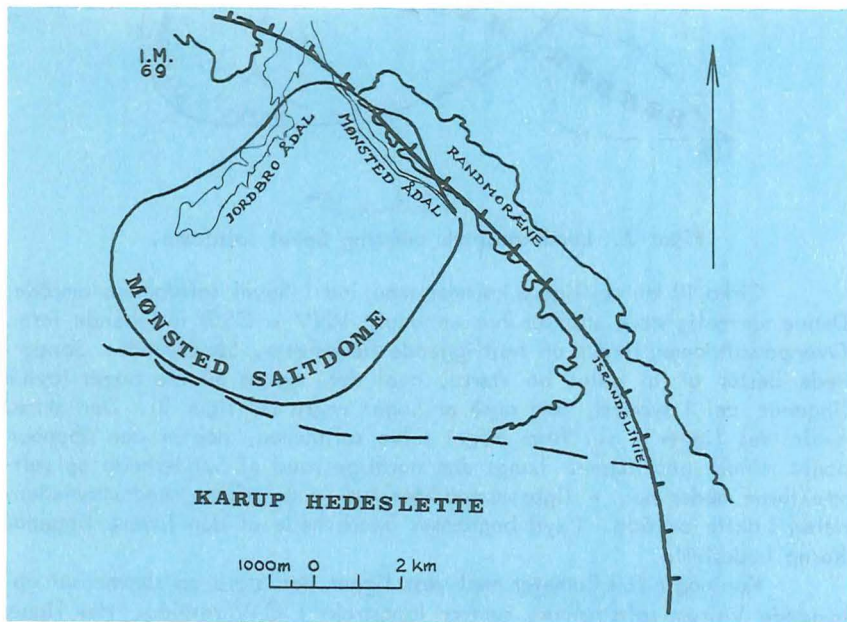 I.M.
69
JORDBRO ÅDAL
MØNSTED ÅDAL
RANDMORÆNE
MØNSTED SALTDOME
ISRANDSLINIE
KARUP HEDESLETTE
1000m 0 2 km